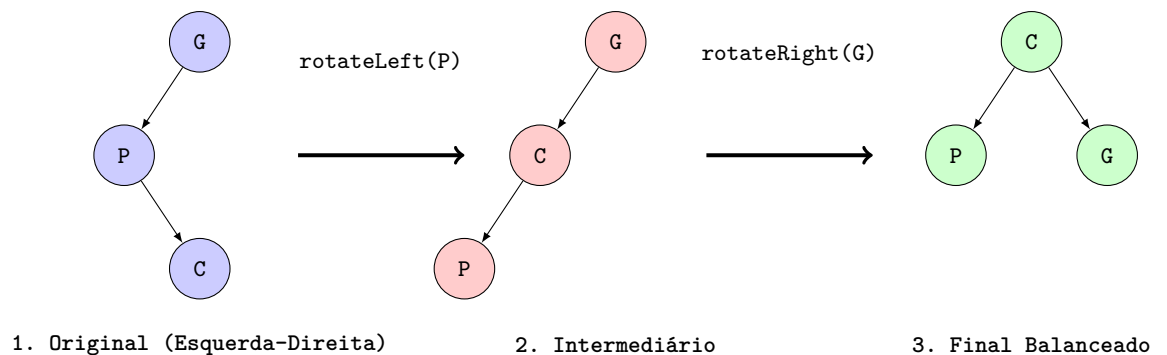 G
P
C
1. Original (Esquerda-Direita)
rotateLeft(P)
G
C
P
2. Intermediário
rotateRight(G)
C
P G
3. Final Balanceado